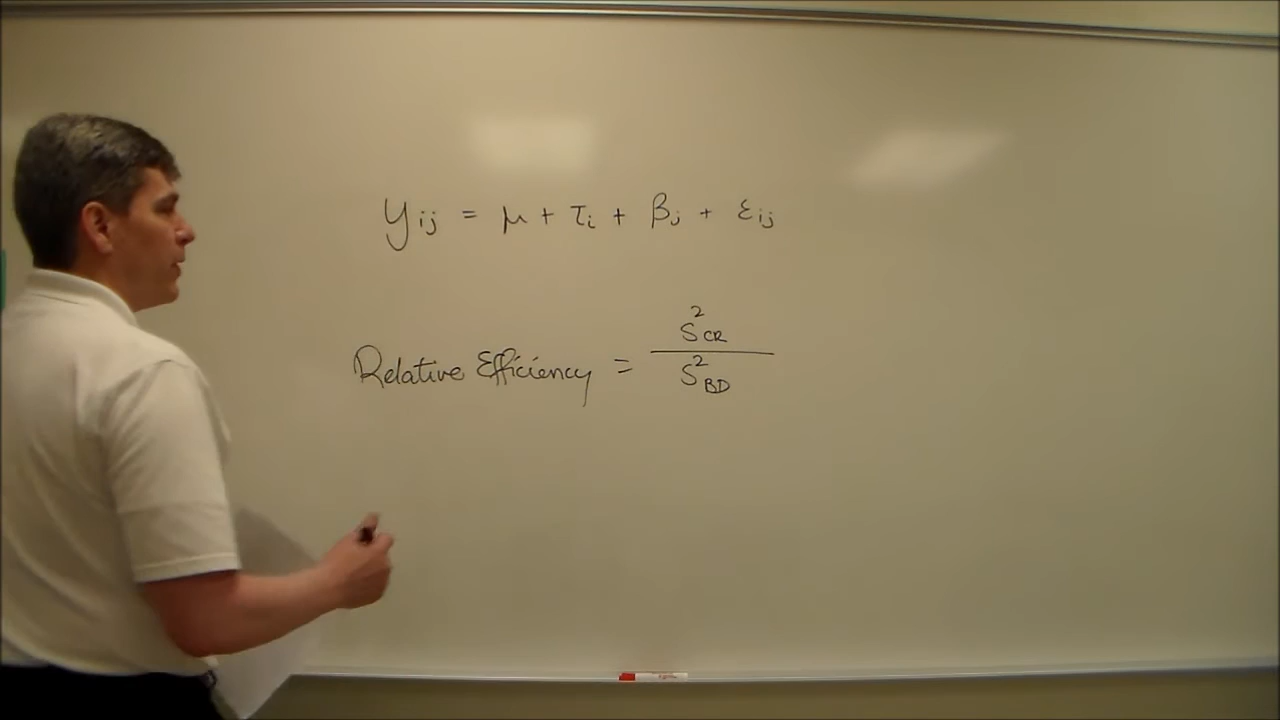 yij = μ + τi + βj + εij
Relative Efficiency = s²CR / s²BD